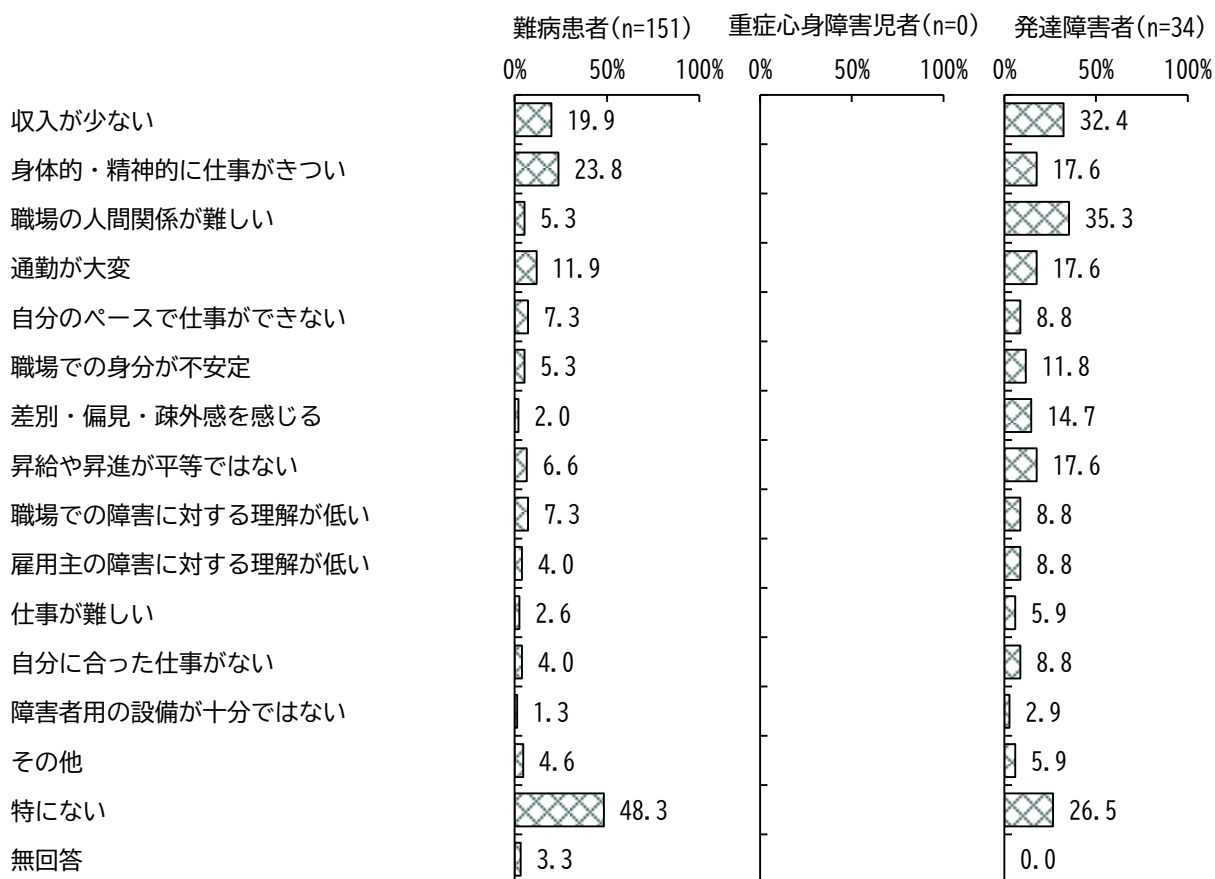 難病患者(n=151) 重症心身障害児者(n=0) 発達障害者(n=34)
0% 50% 100% 0% 50% 100% 0% 50% 100%
収入が少ない 19.9 32.4
身体的・精神的に仕事がきつい 23.8 17.6
職場の人間関係が難しい 5.3 35.3
通勤が大変 11.9 17.6
自分のペースで仕事ができない 7.3 8.8
職場での身分が不安定 5.3 11.8
差別・偏見・疎外感を感じる 2.0 14.7
昇給や昇進が平等ではない 6.6 17.6
職場での障害に対する理解が低い 7.3 8.8
雇用主の障害に対する理解が低い 4.0 8.8
仕事が難しい 2.6 5.9
自分に合った仕事がない 4.0 8.8
障害者用の設備が十分ではない 1.3 2.9
その他 4.6 5.9
特にない 48.3 26.5
無回答 3.3 0.0